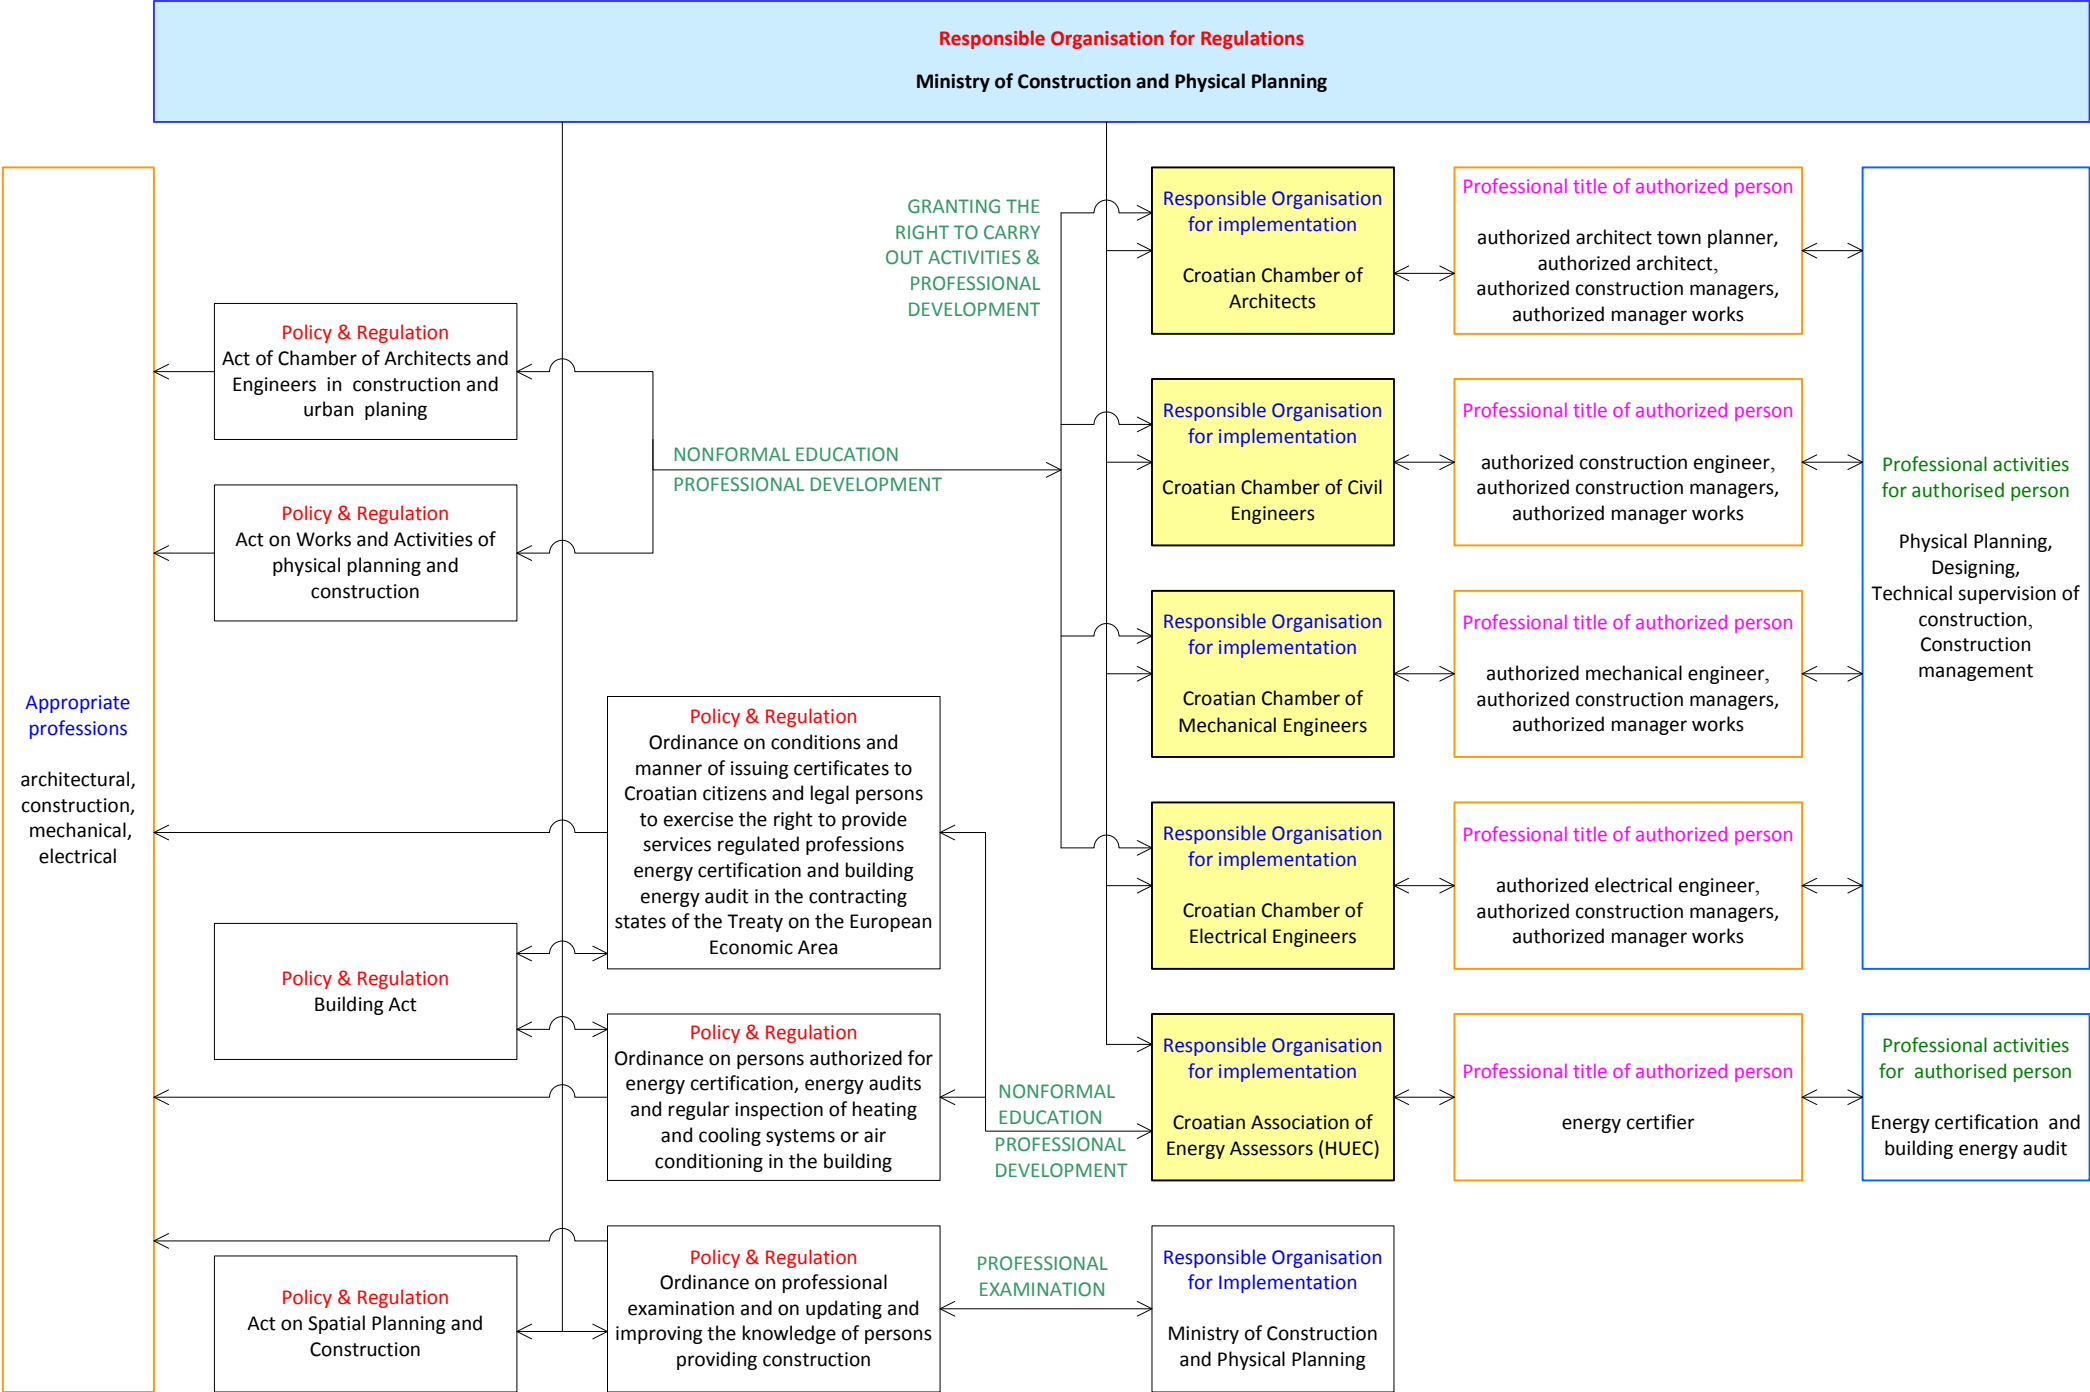 Responsible Organisation for Regulations
Ministry of Construction and Physical Planning
Appropriate
professions
architectural,
construction,
mechanical,
electrical
Policy & Regulation
Act of Chamber of Architects and
Engineers in construction and
urban planing
Policy & Regulation
Act on Works and Activities of
physical planning and
construction
NONFORMAL EDUCATION
PROFESSIONAL DEVELOPMENT
GRANTING THE
RIGHT TO CARRY
OUT ACTIVITIES &
PROFESSIONAL
DEVELOPMENT
Responsible Organisation
for implementation
Croatian Chamber of
Architects
Professional title of authorized person
authorized architect town planner,
authorized architect,
authorized construction managers,
authorized manager works
Responsible Organisation
for implementation
Croatian Chamber of Civil
Engineers
Professional title of authorized person
authorized construction engineer,
authorized construction managers,
authorized manager works
Responsible Organisation
for implementation
Croatian Chamber of
Mechanical Engineers
Professional title of authorized person
authorized mechanical engineer,
authorized construction managers,
authorized manager works
Responsible Organisation
for implementation
Croatian Chamber of
Electrical Engineers
Professional title of authorized person
authorized electrical engineer,
authorized construction managers,
authorized manager works
Professional activities
for authorised person
Physical Planning,
Designing,
Technical supervision of
construction,
Construction
management
Policy & Regulation
Ordinance on conditions and
manner of issuing certificates to
Croatian citizens and legal persons
to exercise the right to provide
services regulated professions
energy certification and building
energy audit in the contracting
states of the Treaty on the European
Economic Area
Policy & Regulation
Building Act
Policy & Regulation
Ordinance on persons authorized for
energy certification, energy audits
and regular inspection of heating
and cooling systems or air
conditioning in the building
NONFORMAL
EDUCATION
PROFESSIONAL
DEVELOPMENT
Responsible Organisation
for implementation
Croatian Association of
Energy Assessors (HUEC)
Professional title of authorized person
energy certifier
Professional activities
for authorised person
Energy certification and
building energy audit
Policy & Regulation
Act on Spatial Planning and
Construction
Policy & Regulation
Ordinance on professional
examination and on updating and
improving the knowledge of persons
providing construction
PROFESSIONAL
EXAMINATION
Responsible Organisation
for Implementation
Ministry of Construction
and Physical Planning